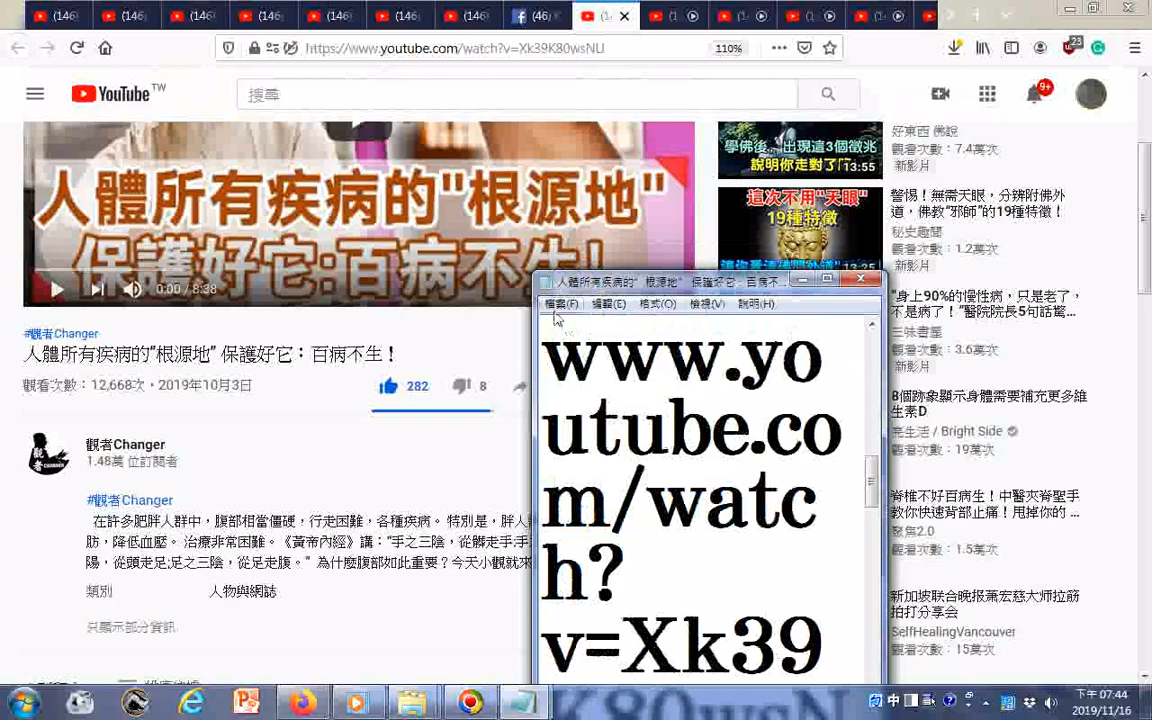 (146
(146
(146
(146
(146
(146
(146
(46)
https://www.youtube.com/watch?v=Xk39K80wsNU
110%
23
YouTube TW
搜尋
9+
人體所有疾病的"根源地"
保護好它:百病不生!
0:00 / 8:38
#觀者Changer
人體所有疾病的"根源地" 保護好它：百病不生！
觀看次數：12,668次・2019年10月3日
282
8
觀者Changer
1.48萬 位訂閱者
#觀者Changer
在許多肥胖人群中，腹部相當僵硬，行走困難，各種疾病。 特別是，胖人
肪，降低血壓。 治療非常困難。《黃帝內經》講："手之三陰，從髒走手;手
陽，從頭走足;足之三陰，從足走腹。" 為什麼腹部如此重要？今天小觀就來
類別
人物與網誌
只顯示部分資訊
學佛後...出現這3個徵兆
說明你走對了
13:55
這次不用"天眼"
19種特徵
13:25
好東西 佛說
觀看次數：7.4萬次
新影片
警惕！無需天眼，分辨附佛外
道，佛教"邪師"的19種特徵！
秘史趣聞
觀看次數：1.2萬次
新影片
"身上90%的慢性病，只是老了，
不是病了！"醫院院長5句話驚...
三味書屋
觀看次數：3.6萬次
8個跡象顯示身體需要補充更多維
生素D
亮生活 / Bright Side
觀看次數：19萬次
脊椎不好百病生！中醫夾脊聖手
教你快速背部止痛！甩掉你的 ...
聚焦2.0
觀看次數：1.5萬次
新加坡联合晚报萧宏慈大师拉筋
拍打分享会
SelfHealingVancouver
觀看次數：15萬次
人體所有疾病的" 根源地" 保護好它：百病不...
檔案(F) 編輯(E) 格式(O) 檢視(V) 說明(H)
www.yo
utube.co
m/watc
h?
v=Xk39
K80wsN
中
下午 07:44
2019/11/16